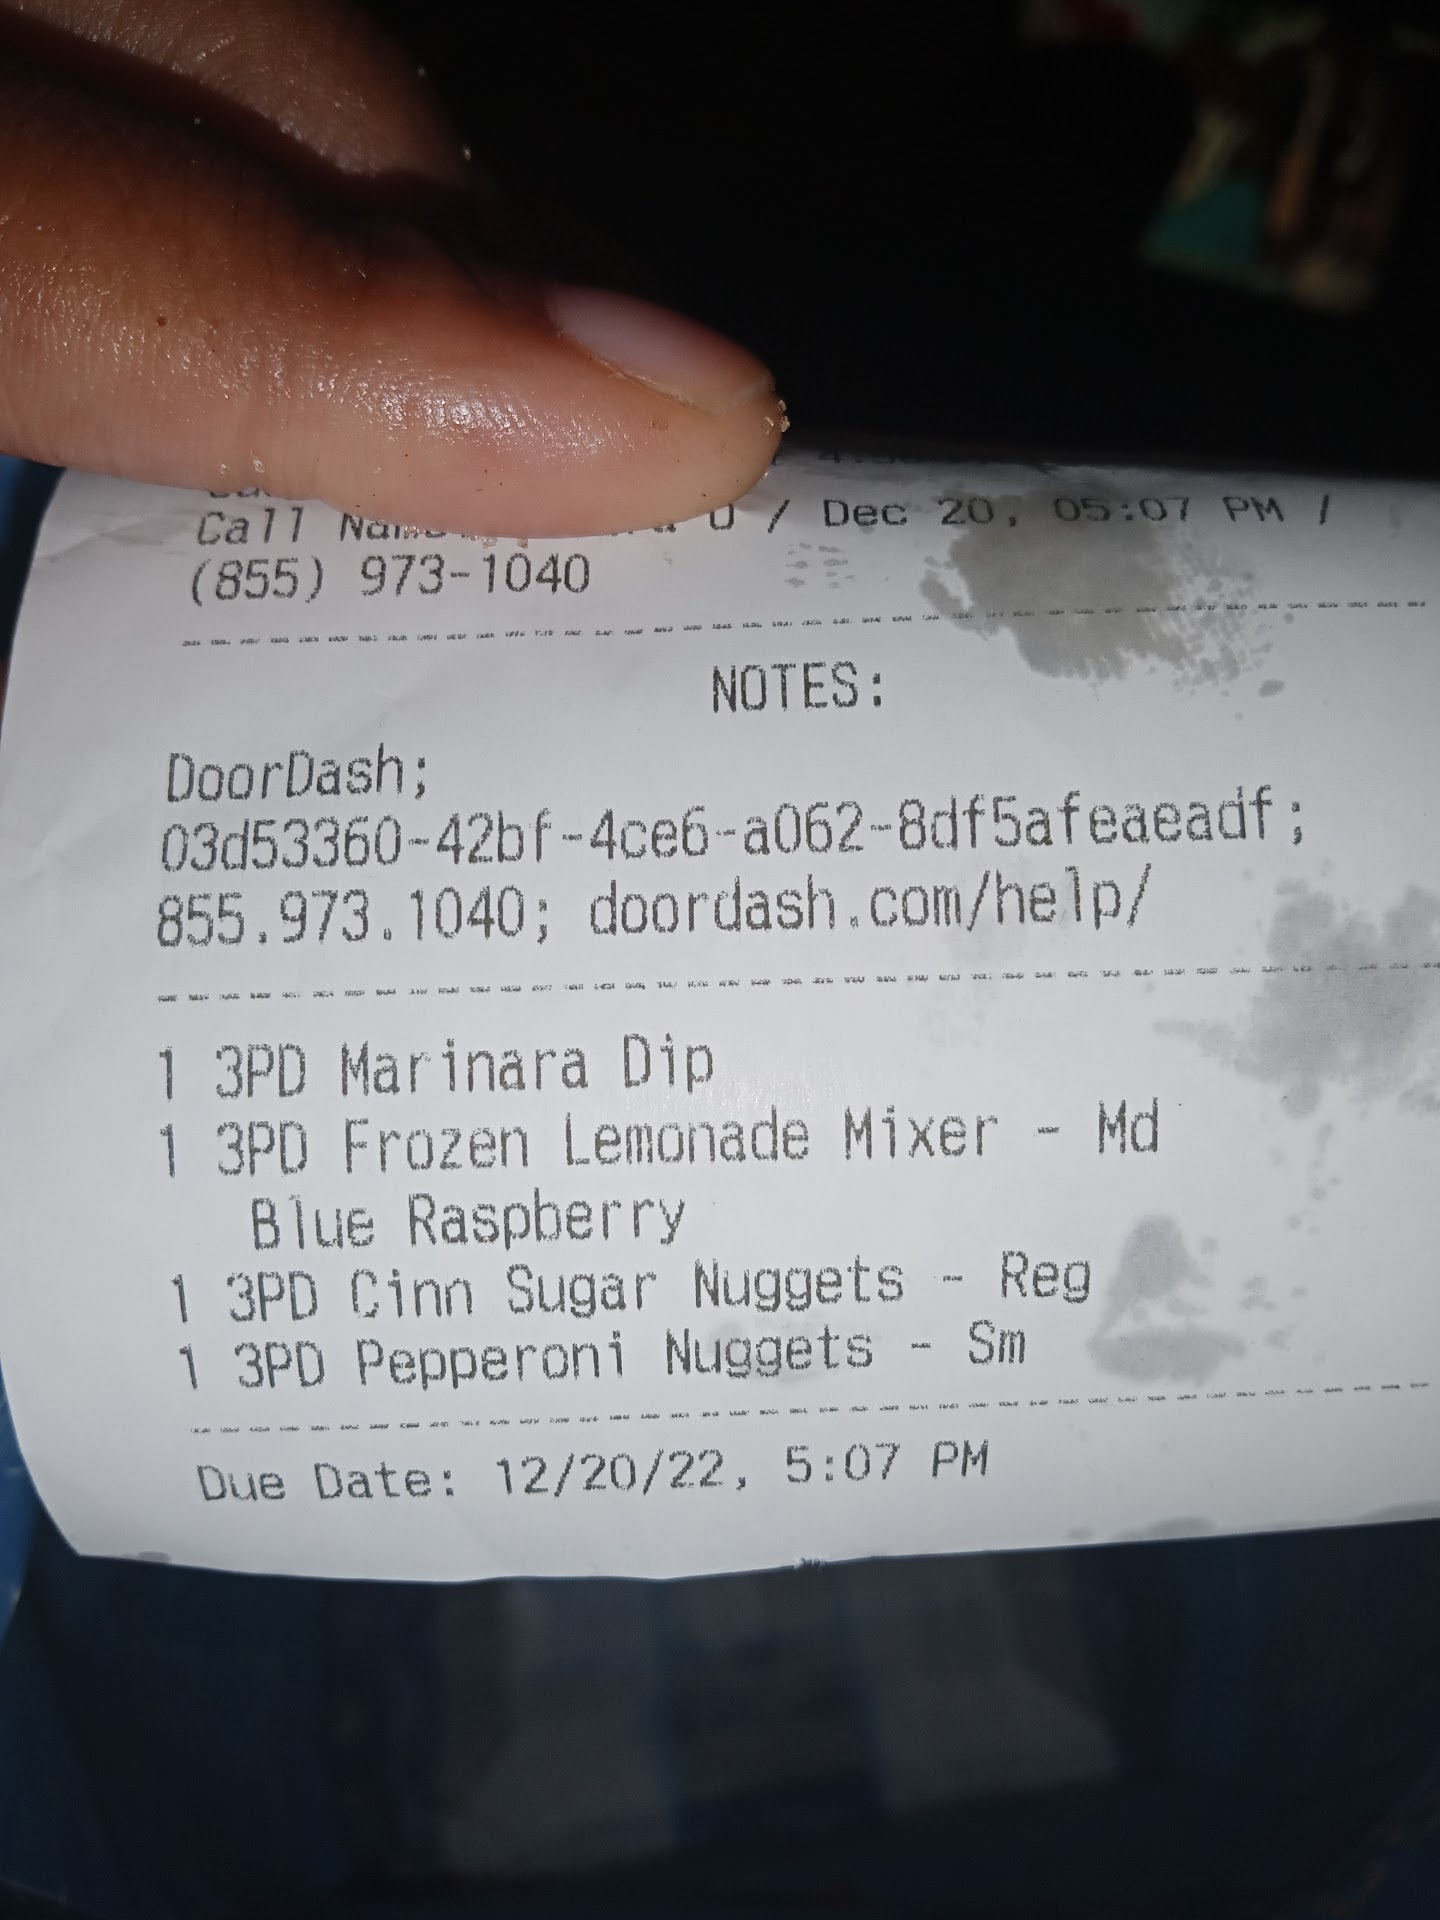 Call O / Dec 20, 05:07 PM /
(855) 973-1040
NOTES:
DoorDash;
03d53360-42bf-4ce6-a062-8df5afeaeadf;
855.973.1040; doordash.com/help/
1 3PD Marinara Dip
1 3PD Frozen Lemonade Mixer - Md
Blue Raspberry
1 3PD Cinn Sugar Nuggets - Reg
1 3PD Pepperoni Nuggets - Sm
Due Date: 12/20/22, 5:07 PM